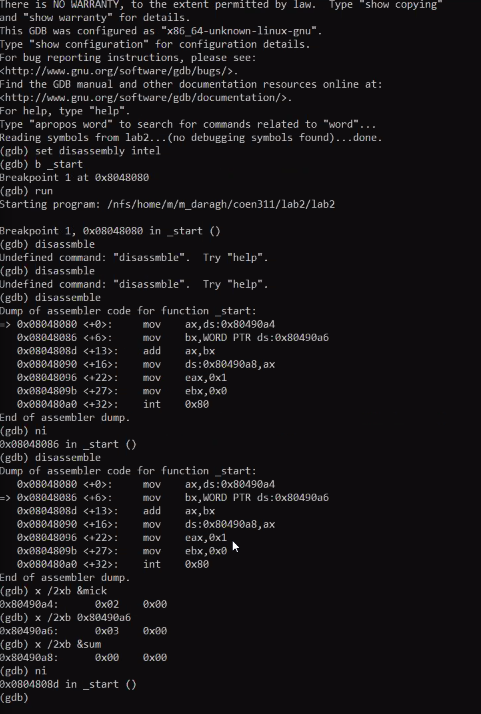 There is NO WARRANTY, to the extent permitted by law.  Type "show copying"
and "show warranty" for details.
This GDB was configured as "x86_64-unknown-linux-gnu".
Type "show configuration" for configuration details.
For bug reporting instructions, please see:
<http://www.gnu.org/software/gdb/bugs/>.
Find the GDB manual and other documentation resources online at:
<http://www.gnu.org/software/gdb/documentation/>.
For help, type "help".
Type "apropos word" to search for commands related to "word"...
Reading symbols from lab2...(no debugging symbols found)...done.
(gdb) set disassembly intel
(gdb) b _start
Breakpoint 1 at 0x8048080
(gdb) run
Starting program: /nfs/home/m/m_daragh/coen311/lab2/lab2
Breakpoint 1, 0x08048080 in _start ()
(gdb) disassmble
Undefined command: "disassmble".  Try "help".
(gdb) disassmble
Undefined command: "disassmble".  Try "help".
(gdb) disassemble
Dump of assembler code for function _start:
=> 0x08048080 <+0>:     mov    ax,ds:0x80490a4
   0x08048086 <+6>:     mov    bx,WORD PTR ds:0x80490a6
   0x0804808d <+13>:    add    ax,bx
   0x08048090 <+16>:    mov    ds:0x80490a8,ax
   0x08048096 <+22>:    mov    eax,0x1
   0x0804809b <+27>:    mov    ebx,0x0
   0x080480a0 <+32>:    int    0x80
End of assembler dump.
(gdb) ni
0x08048086 in _start ()
(gdb) disassemble
Dump of assembler code for function _start:
   0x08048080 <+0>:     mov    ax,ds:0x80490a4
=> 0x08048086 <+6>:     mov    bx,WORD PTR ds:0x80490a6
   0x0804808d <+13>:    add    ax,bx
   0x08048090 <+16>:    mov    ds:0x80490a8,ax
   0x08048096 <+22>:    mov    eax,0x1
   0x0804809b <+27>:    mov    ebx,0x0
   0x080480a0 <+32>:    int    0x80
End of assembler dump.
(gdb) x /2xb &mick
0x80490a4:      0x02    0x00
(gdb) x /2xb 0x80490a6
0x80490a6:      0x03    0x00
(gdb) x /2xb &sum
0x80490a8:      0x00    0x00
(gdb) ni
0x0804808d in _start ()
(gdb)